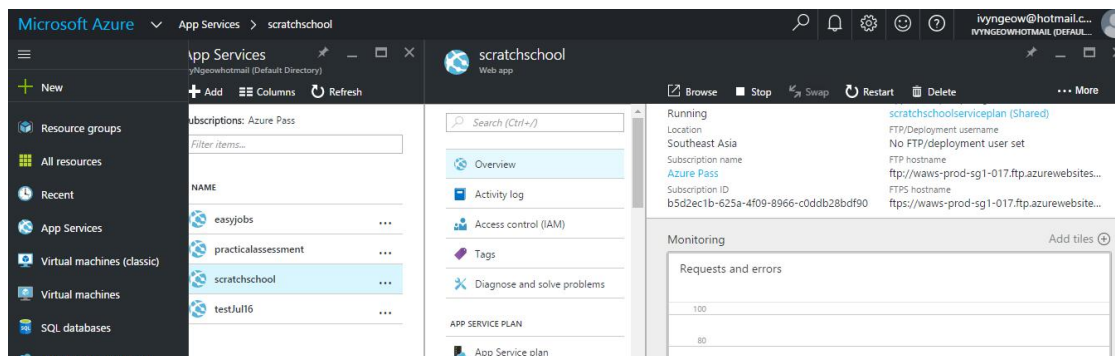 Microsoft Azure App Services > scratchschool
ivyngeow@hotmail.c...
IVYNGEOWHOTMAIL (DEFAUL...
New
Resource groups
All resources
Recent
App Services
Virtual machines (classic)
Virtual machines
SQL databases
App Services
vyNgeowhotmail (Default Directory)
Add Columns Refresh
ubscriptions: Azure Pass
Filter items...
NAME
easyjobs ...
practicalassessment ...
scratchschool ...
testJul16 ...
scratchschool
Web app
Browse Stop Swap Restart Delete ... More
Search (Ctrl+/)
Overview
Activity log
Access control (IAM)
Tags
Diagnose and solve problems
APP SERVICE PLAN
App Service plan
Running
Location
Southeast Asia
Subscription name
Azure Pass
Subscription ID
b5d2ec1b-625a-4f09-8966-c0ddb28bdf90
scratchschoolserviceplan (Shared)
FTP/Deployment username
No FTP/deployment user set
FTP hostname
ftp://waws-prod-sg1-017.ftp.azurewebsites...
FTPS hostname
ftps://waws-prod-sg1-017.ftp.azurewebsite...
Monitoring Add tiles
Requests and errors
100
80